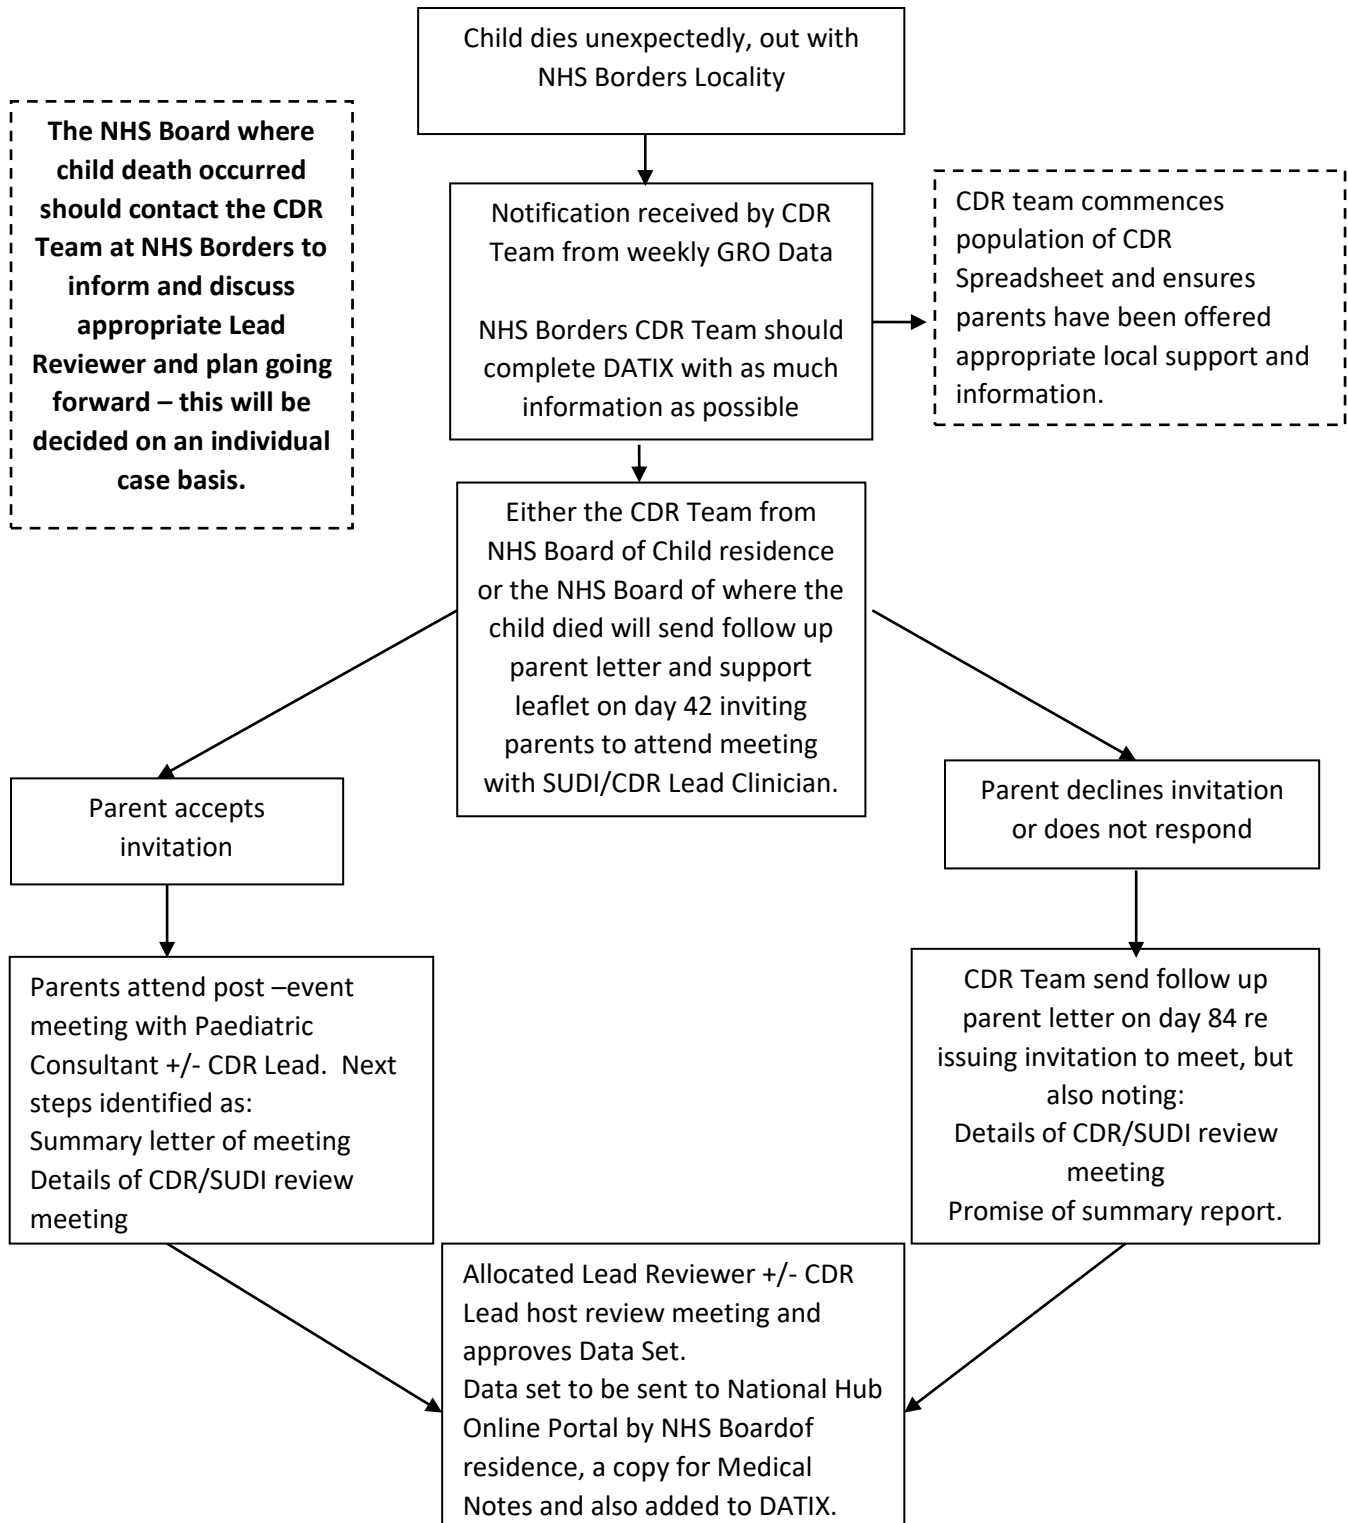 Child dies unexpectedly, out with
NHS Borders Locality
The NHS Board where
child death occurred
should contact the CDR
Team at NHS Borders to
inform and discuss
appropriate Lead
Reviewer and plan going
forward – this will be
decided on an individual
case basis.
Notification received by CDR
Team from weekly GRO Data
NHS Borders CDR Team should
complete DATIX with as much
information as possible
CDR team commences
population of CDR
Spreadsheet and ensures
parents have been offered
appropriate local support and
information.
Either the CDR Team from
NHS Board of Child residence
or the NHS Board of where the
child died will send follow up
parent letter and support
leaflet on day 42 inviting
parents to attend meeting
with SUDI/CDR Lead Clinician.
Parent accepts
invitation
Parent declines invitation
or does not respond
Parents attend post –event
meeting with Paediatric
Consultant +/- CDR Lead.  Next
steps identified as:
Summary letter of meeting
Details of CDR/SUDI review
meeting
CDR Team send follow up
parent letter on day 84 re
issuing invitation to meet, but
also noting:
Details of CDR/SUDI review
meeting
Promise of summary report.
Allocated Lead Reviewer +/- CDR
Lead host review meeting and
approves Data Set.
Data set to be sent to National Hub
Online Portal by NHS Boardof
residence, a copy for Medical
Notes and also added to DATIX.